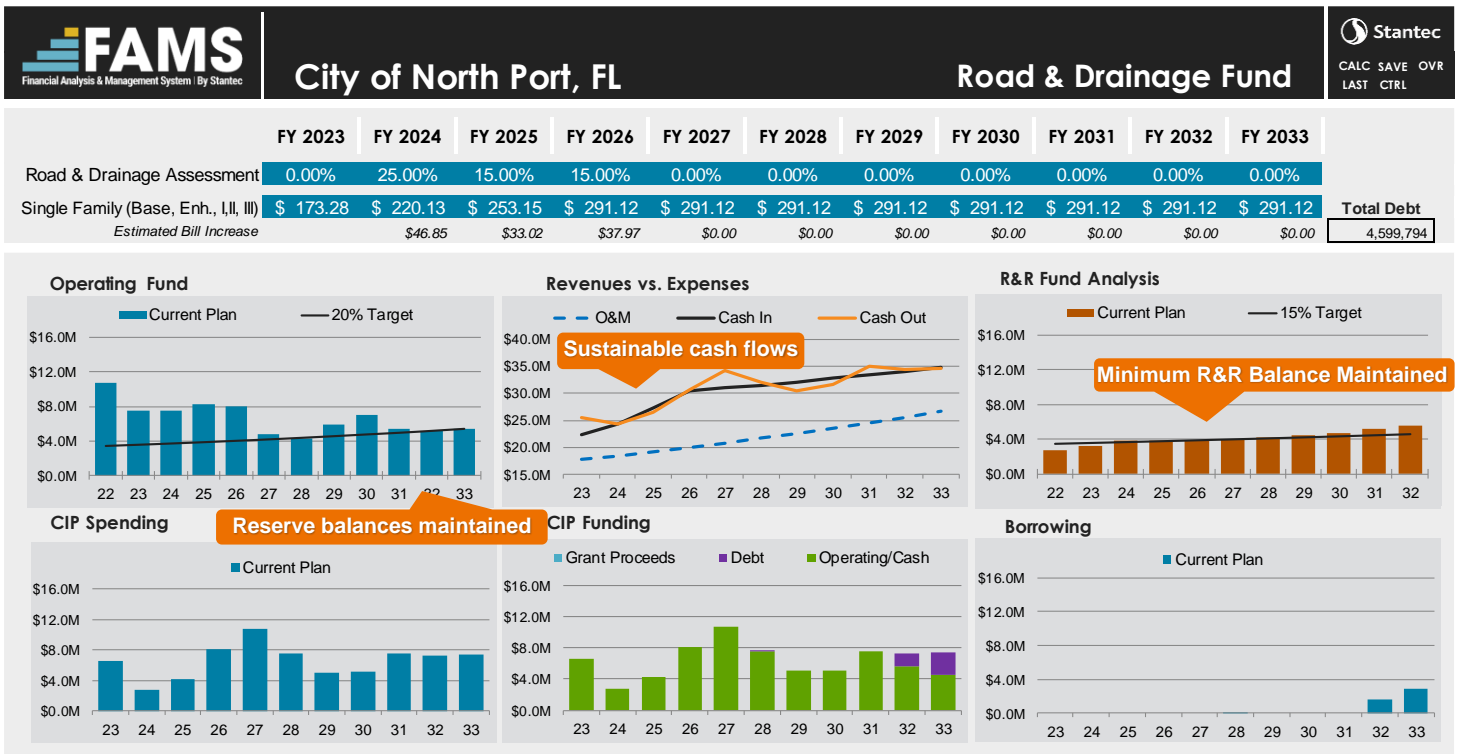 FAMS
Financial Analysis & Management System | By Stantec
City of North Port, FL
Road & Drainage Fund
Stantec
CALC SAVE OVR
LAST CTRL
FY 2023 FY 2024 FY 2025 FY 2026 FY 2027 FY 2028 FY 2029 FY 2030 FY 2031 FY 2032 FY 2033
Road & Drainage Assessment 0.00% 25.00% 15.00% 15.00% 0.00% 0.00% 0.00% 0.00% 0.00% 0.00% 0.00%
Single Family (Base, Enh., I,II, III) $ 173.28 $ 220.13 $ 253.15 $ 291.12 $ 291.12 $ 291.12 $ 291.12 $ 291.12 $ 291.12 $ 291.12 $ 291.12 Total Debt
Estimated Bill Increase $46.85 $33.02 $37.97 $0.00 $0.00 $0.00 $0.00 $0.00 $0.00 $0.00 4,599,794
Operating Fund
Current Plan 20% Target
$16.0M
$12.0M
$8.0M
$4.0M
$0.0M
22 23 24 25 26 27 28 29 30 31 32 33
Reserve balances maintained
Revenues vs. Expenses
O&M Cash In Cash Out
$40.0M
Sustainable cash flows
$35.0M
$30.0M
$25.0M
$20.0M
$15.0M
23 24 25 26 27 28 29 30 31 32 33
R&R Fund Analysis
Current Plan 15% Target
$16.0M
$12.0M
Minimum R&R Balance Maintained
$8.0M
$4.0M
$0.0M
22 23 24 25 26 27 28 29 30 31 32
CIP Spending
Current Plan
$16.0M
$12.0M
$8.0M
$4.0M
$0.0M
23 24 25 26 27 28 29 30 31 32 33
CIP Funding
Grant Proceeds Debt Operating/Cash
$16.0M
$12.0M
$8.0M
$4.0M
$0.0M
23 24 25 26 27 28 29 30 31 32 33
Borrowing
Current Plan
$16.0M
$12.0M
$8.0M
$4.0M
$0.0M
23 24 25 26 27 28 29 30 31 32 33